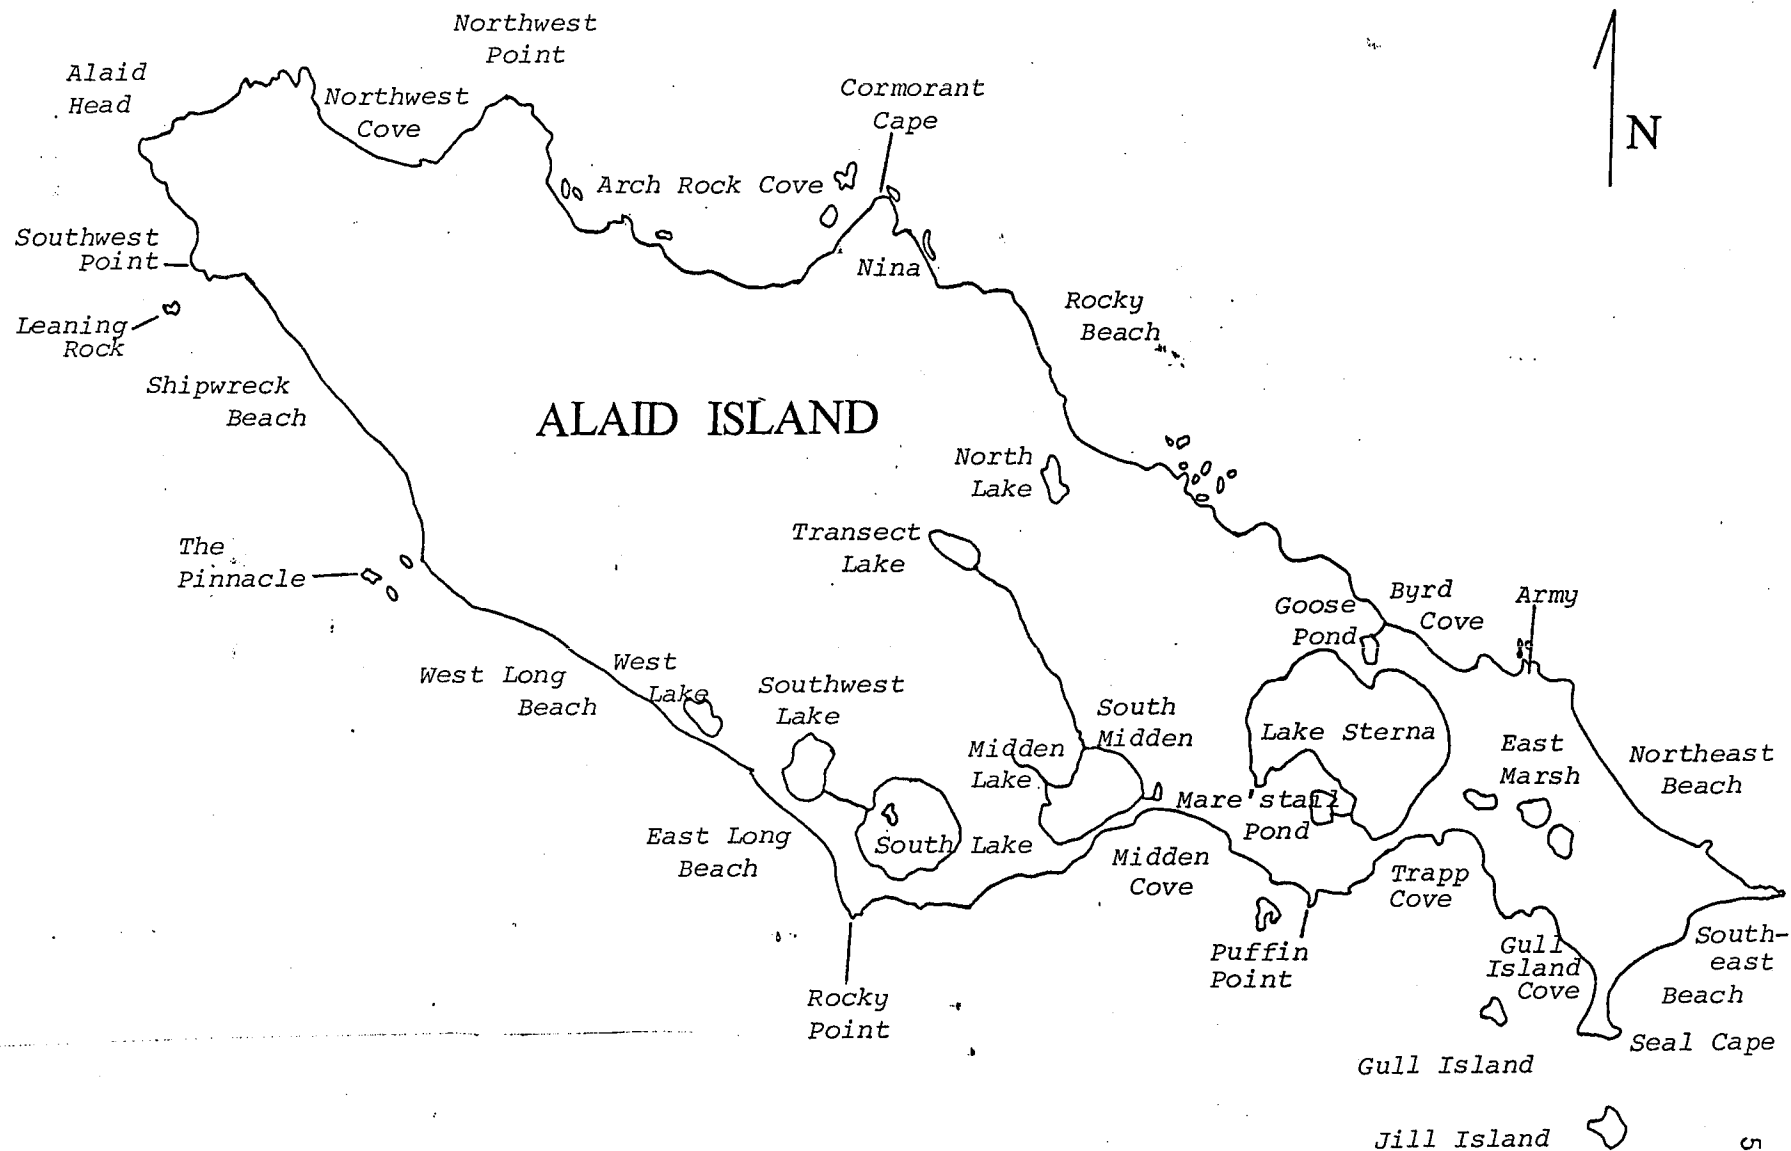 Northwest
Point
Alaid
Head
Northwest
Cove
Cormorant
Cape
N
Arch Rock Cove
Southwest
Point
Nina
Leaning
Rock
Rocky
Beach
Shipwreck
Beach
ALAID ISLAND
North
Lake
Transect
Lake
The
Pinnacle
Goose
Pond
Byrd
Cove
Army
West Long
Beach
West
Lake
Southwest
Lake
South
Midden
Midden
Lake
Lake Sterna
East
Marsh
Northeast
Beach
Mare'stail
Pond
East Long
Beach
South Lake
Midden
Cove
Trapp
Cove
Puffin
Point
Gull
Island
Cove
South-
east
Beach
Rocky
Point
Seal Cape
Gull Island
Jill Island
5